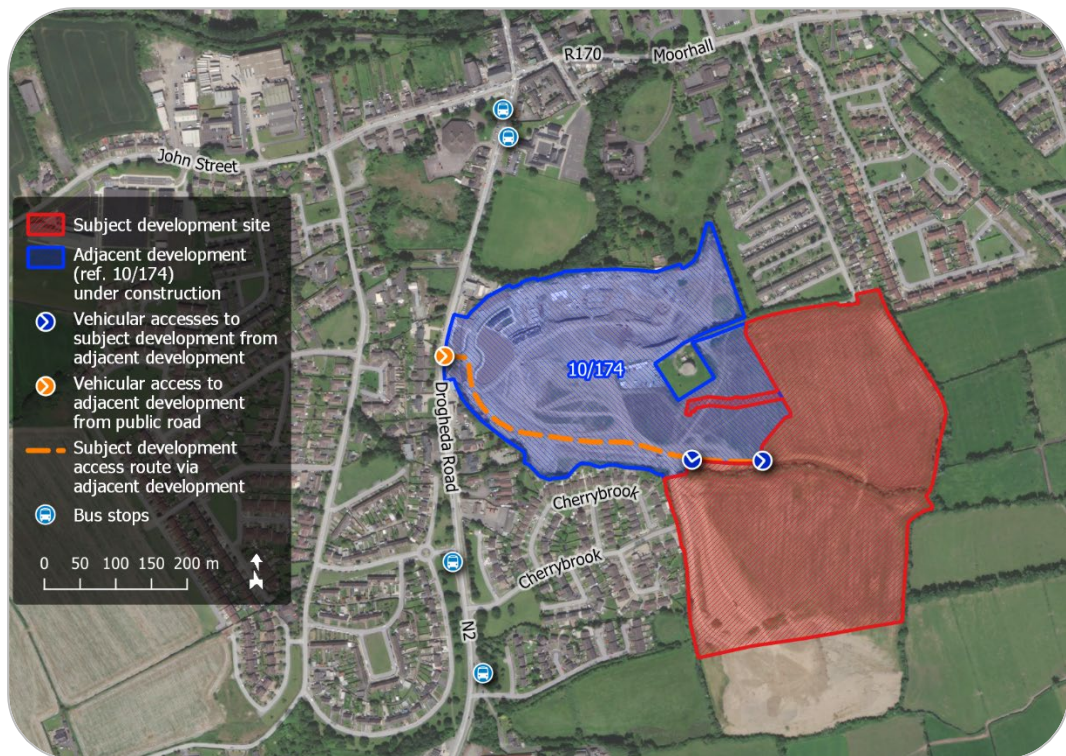 R170
Moorhall
John Street
Subject development site
Adjacent development
(ref. 10/174)
under construction
Vehicular accesses to
subject development from
adjacent development
Vehicular access to
adjacent development
from public road
Subject development
access route via
adjacent development
Bus stops
0 50 100 150 200 m
10/174
Drogheda Road
Cherrybrook
Cherrybrook
N2